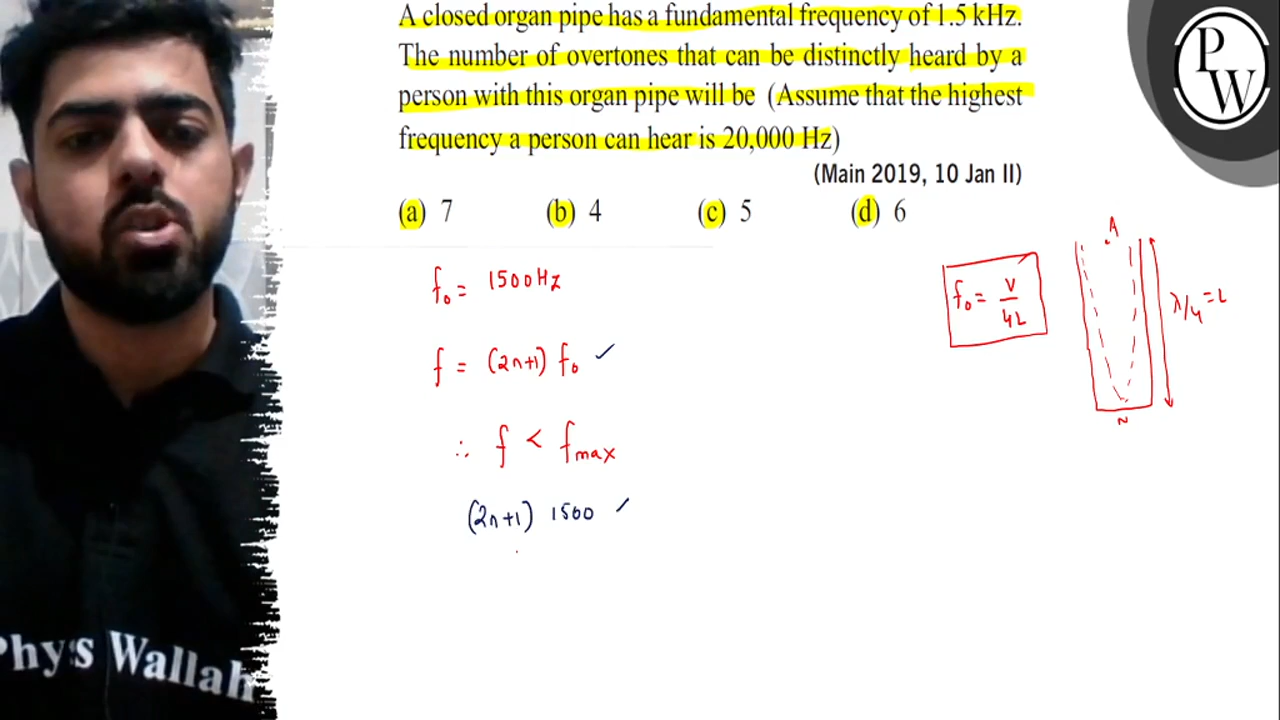 A closed organ pipe has a fundamental frequency of 1.5 kHz.
The number of overtones that can be distinctly heard by a
person with this organ pipe will be (Assume that the highest
frequency a person can hear is 20,000 Hz)
(Main 2019, 10 Jan II)
(a) 7 (b) 4 (c) 5 (d) 6
f₀ = 1500 Hz
f = (2n+1) f₀ ✓
∴ f < fmax
(2n+1) 1500 ✓
f₀ = V/4L
A
λ/4 = L
N
P
W
Phys Wallah